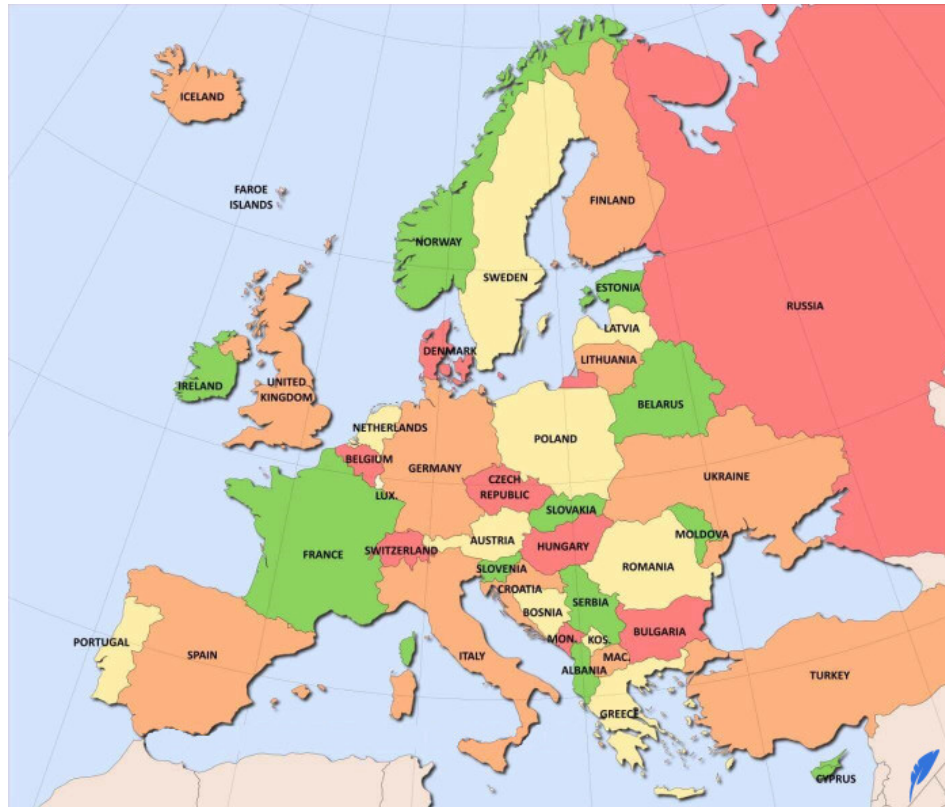 ICELAND
FAROE
ISLANDS
NORWAY
SWEDEN
FINLAND
ESTONIA
RUSSIA
LATVIA
LITHUANIA
DENMARK
IRELAND
UNITED
KINGDOM
BELARUS
NETHERLANDS
POLAND
BELGIUM
GERMANY
CZECH
REPUBLIC
UKRAINE
LUX.
SLOVAKIA
MOLDOVA
FRANCE
SWITZERLAND
AUSTRIA
HUNGARY
SLOVENIA
ROMANIA
CROATIA
BOSNIA
SERBIA
PORTUGAL
SPAIN
ITALY
MON.
KOS.
BULGARIA
MAC.
ALBANIA
TURKEY
GREECE
CYPRUS